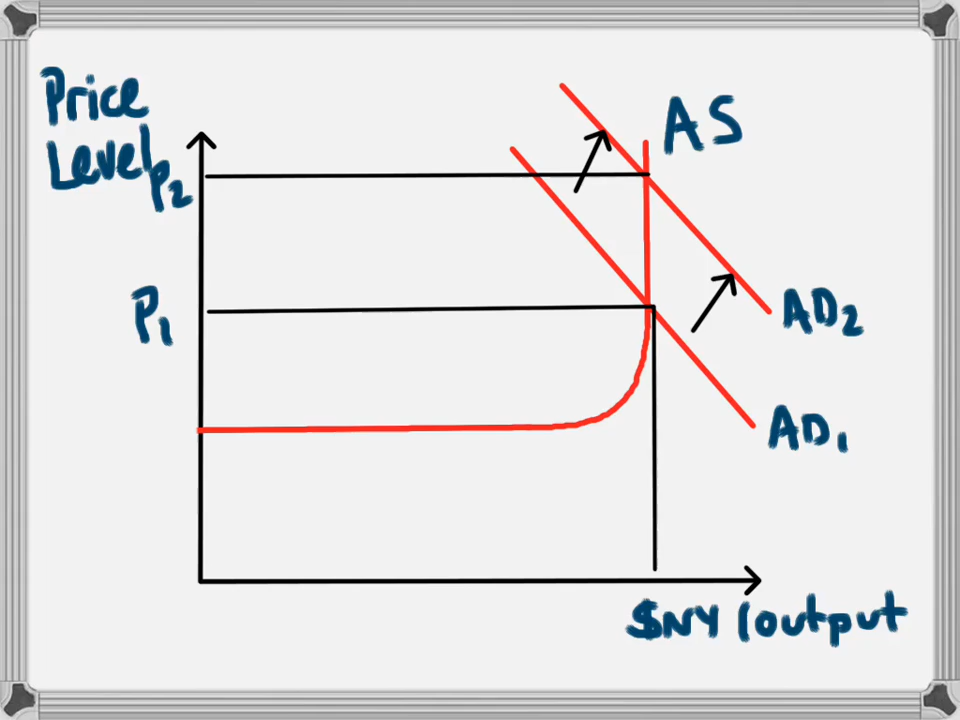 Price
Level
P2
AS
P1
AD2
AD1
$NY (output